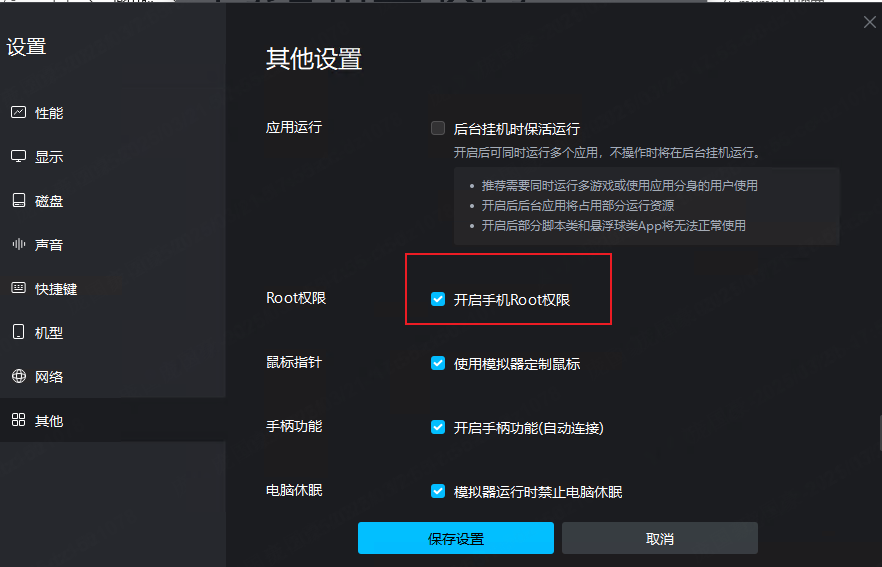 设置
性能
显示
磁盘
声音
快捷键
机型
网络
其他
其他设置
应用运行
后台挂机时保活运行
开启后可同时运行多个应用，不操作时将在后台挂机运行。
• 推荐需要同时运行多游戏或使用应用分身的用户使用
• 开启后后台应用将占用部分运行资源
• 开启后部分脚本类和悬浮球类App将无法正常使用
Root权限
开启手机Root权限
鼠标指针
使用模拟器定制鼠标
手柄功能
开启手柄功能(自动连接)
电脑休眠
模拟器运行时禁止电脑休眠
保存设置
取消